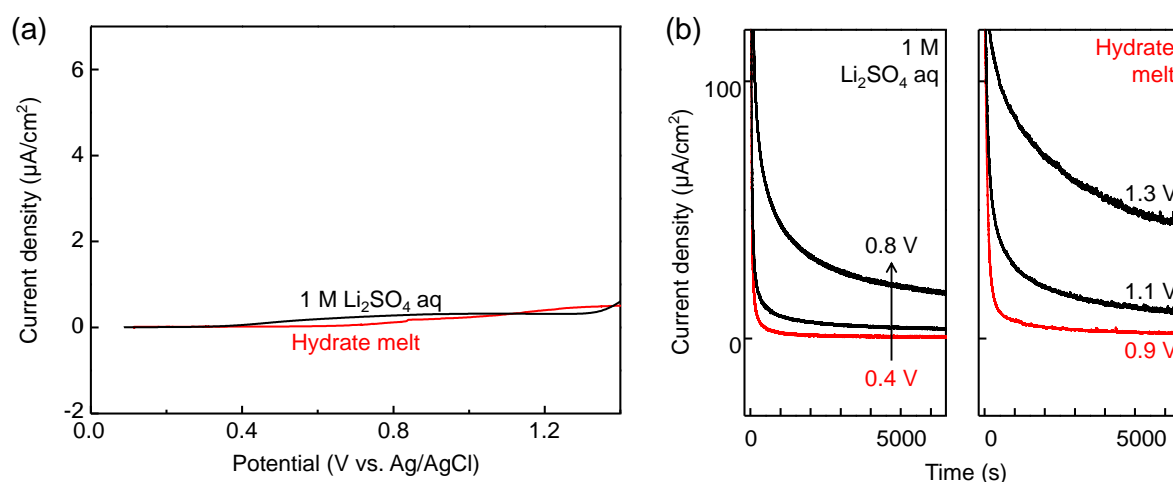 (a)
6
4
2
0
-2
Current density (µA/cm²)
1 M Li₂SO₄ aq
Hydrate melt
0.0
0.4
0.8
1.2
Potential (V vs. Ag/AgCl)
(b)
100
0
Current density (µA/cm²)
1 M
Li₂SO₄ aq
0.8 V
0.4 V
0
5000
Hydrate
melt
1.3 V
1.1 V
0.9 V
0
5000
Time (s)